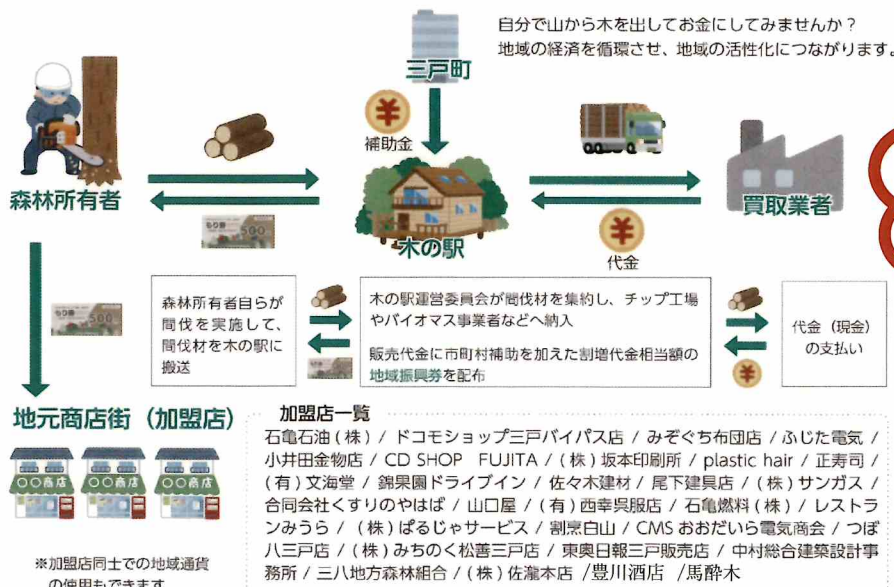 自分で山から木を出してお金にしてみませんか？
地域の経済を循環させ、地域の活性化につながります。
三戸町
補助金
森林所有者
500
木の駅
代金
買取業者
500
森林所有者自らが
間伐を実施して、
間伐材を木の駅に
搬送
木の駅運営委員会が間伐材を集約し、チップ工場
やバイオマス事業者などへ納入
販売代金に市町村補助を加えた割増代金相当額の
地域振興券を配布
代金（現金）
の支払い
地元商店街（加盟店）
〇〇商店
〇〇商店
〇〇商店
※加盟店同士での地域通貨
の使用もできます
加盟店一覧
石亀石油(株) / ドコモショップ三戸バイパス店 / みぞぐち布団店 / ふじた電気 /
小井田金物店 / CD SHOP FUJITA / (株)坂本印刷所 / plastic hair / 正寿司 /
(有)文海堂 / 錦果園ドライブイン / 佐々木建材 / 尾下建具店 / (株)サンガス /
合同会社くすりのやはば / 山口屋 / (有)西幸呉服店 / 石亀燃料(株) / レストラ
ンみうら / (株)ぱるじゃサービス / 割烹白山 / CMS おおだいら電気商会 / つぼ
八三戸店 / (株)みちのく松善三戸店 / 東奥日報三戸販売店 / 中村総合建築設計事
務所 / 三八地方森林組合 / (株)佐瀧本店 /豊川酒店 /馬酔木